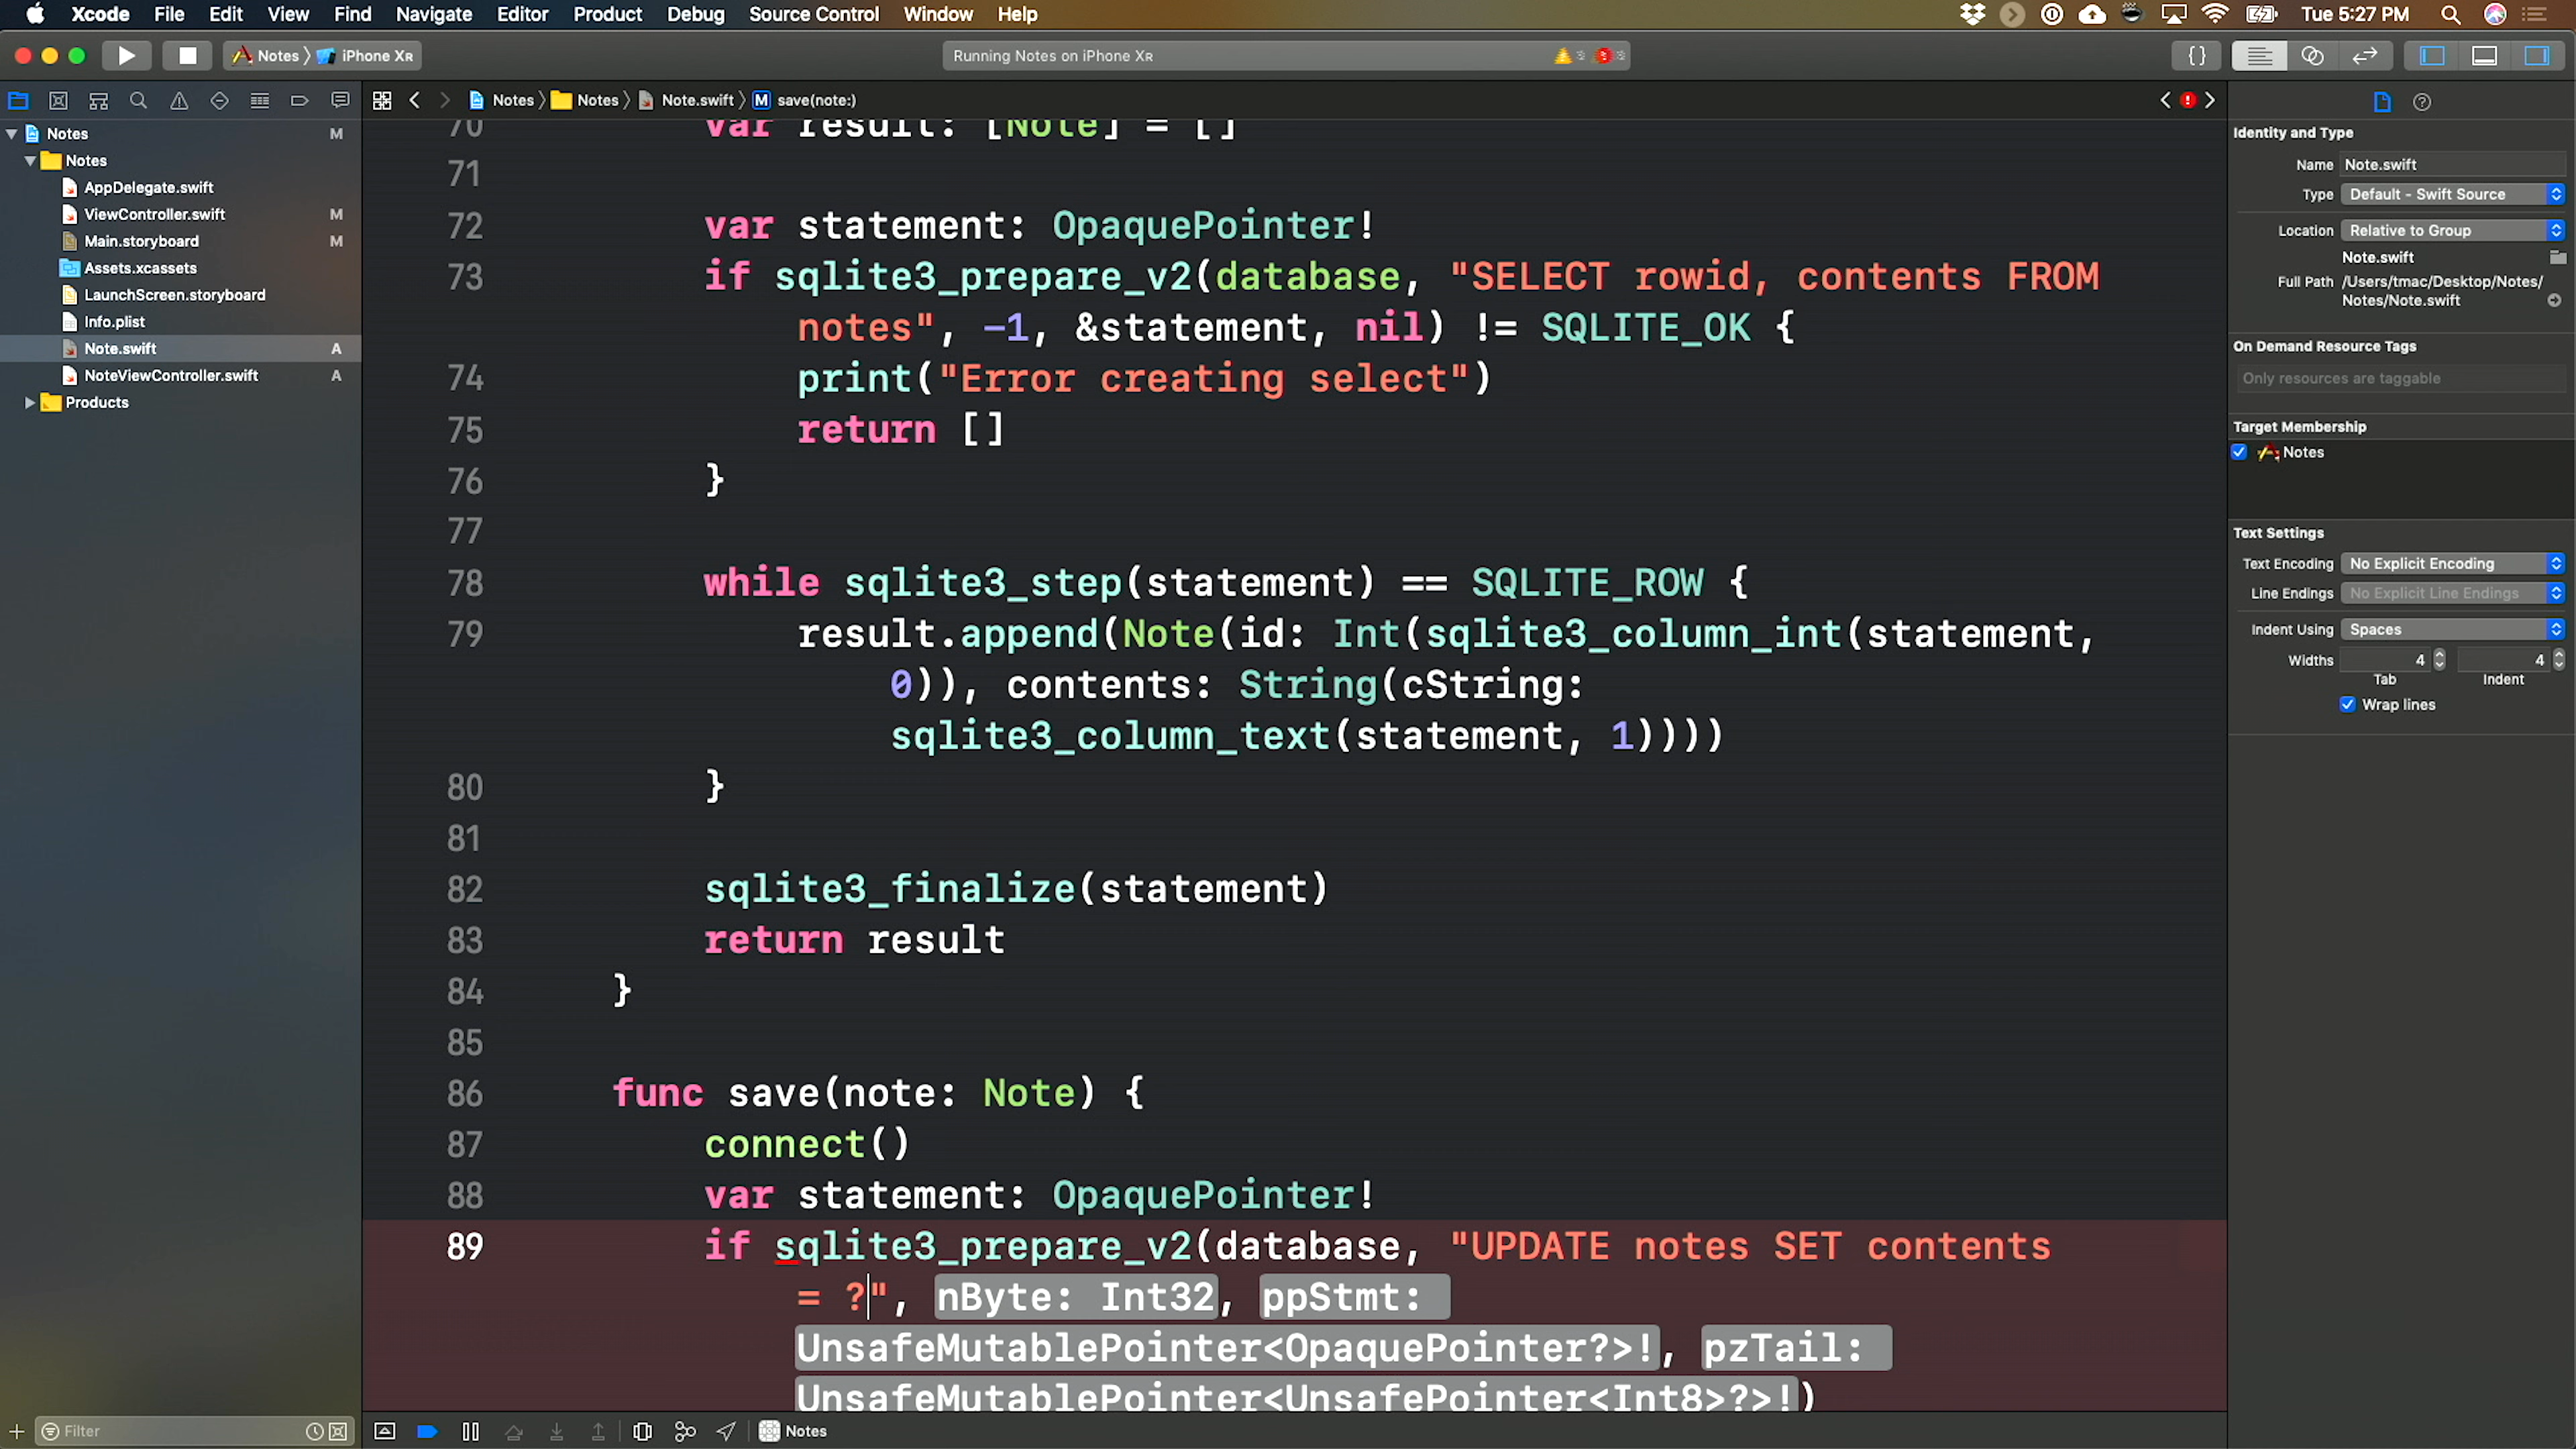 Xcode File Edit View Find Navigate Editor Product Debug Source Control Window Help
Tue 5:27 PM
Notes iPhone XR
Running Notes on iPhone XR
Notes Notes Note.swift M save(note:)
Notes M
Notes
AppDelegate.swift
ViewController.swift M
Main.storyboard M
Assets.xcassets
LaunchScreen.storyboard
Info.plist
Note.swift A
NoteViewController.swift A
Products
Filter
70 var result: [Note] = []
71
72 var statement: OpaquePointer!
73 if sqlite3_prepare_v2(database, "SELECT rowid, contents FROM
notes", -1, &statement, nil) != SQLITE_OK {
74 print("Error creating select")
75 return []
76 }
77
78 while sqlite3_step(statement) == SQLITE_ROW {
79 result.append(Note(id: Int(sqlite3_column_int(statement,
0)), contents: String(cString:
sqlite3_column_text(statement, 1))))
80 }
81
82 sqlite3_finalize(statement)
83 return result
84 }
85
86 func save(note: Note) {
87 connect()
88 var statement: OpaquePointer!
89 if sqlite3_prepare_v2(database, "UPDATE notes SET contents
= ?", nByte: Int32, ppStmt:
UnsafeMutablePointer<OpaquePointer?>!, pzTail:
UnsafeMutablePointer<UnsafePointer<Int8>?>!)
Notes
Identity and Type
Name Note.swift
Type Default - Swift Source
Location Relative to Group
Note.swift
Full Path /Users/tmac/Desktop/Notes/
Notes/Note.swift
On Demand Resource Tags
Only resources are taggable
Target Membership
Notes
Text Settings
Text Encoding No Explicit Encoding
Line Endings No Explicit Line Endings
Indent Using Spaces
Widths 4 4
Tab Indent
Wrap lines